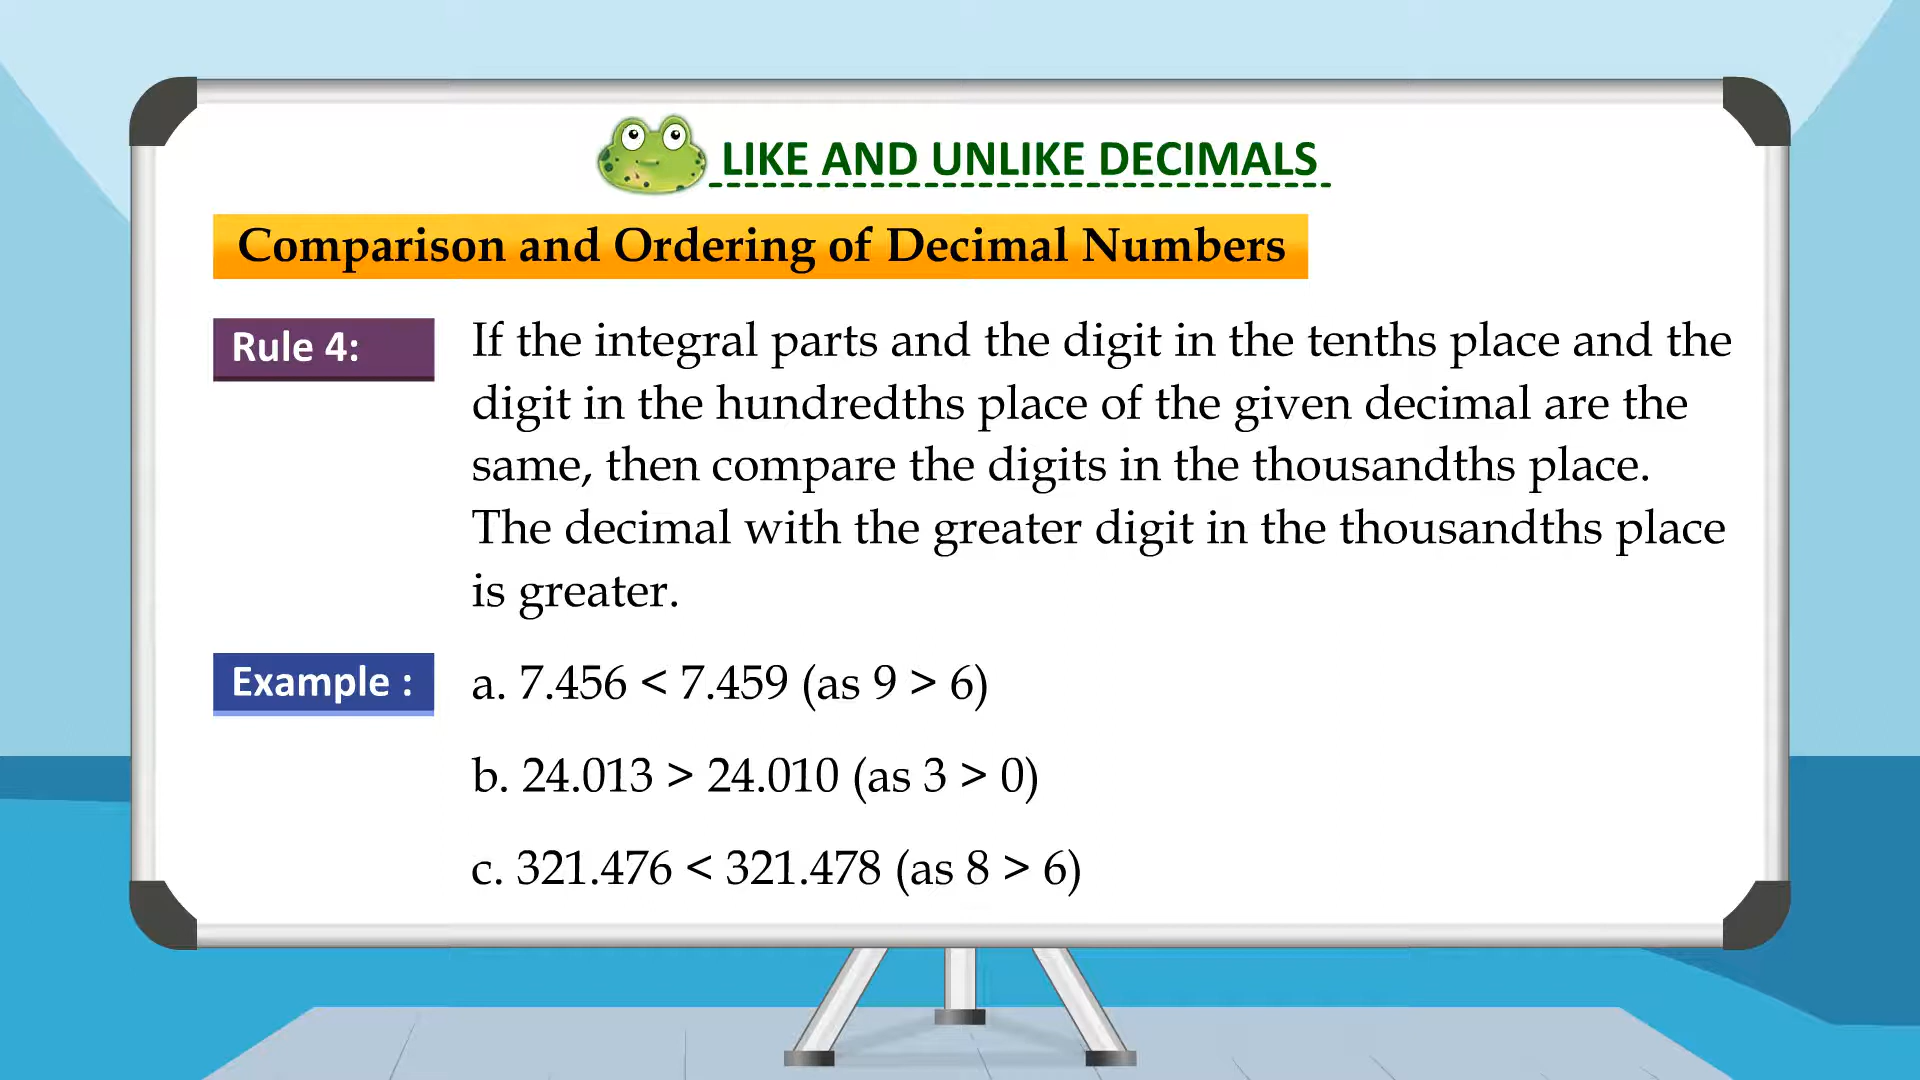 LIKE AND UNLIKE DECIMALS
Comparison and Ordering of Decimal Numbers
Rule 4:
If the integral parts and the digit in the tenths place and the
digit in the hundredths place of the given decimal are the
same, then compare the digits in the thousandths place.
The decimal with the greater digit in the thousandths place
is greater.
Example :
a. 7.456 < 7.459 (as 9 > 6)
b. 24.013 > 24.010 (as 3 > 0)
c. 321.476 < 321.478 (as 8 > 6)